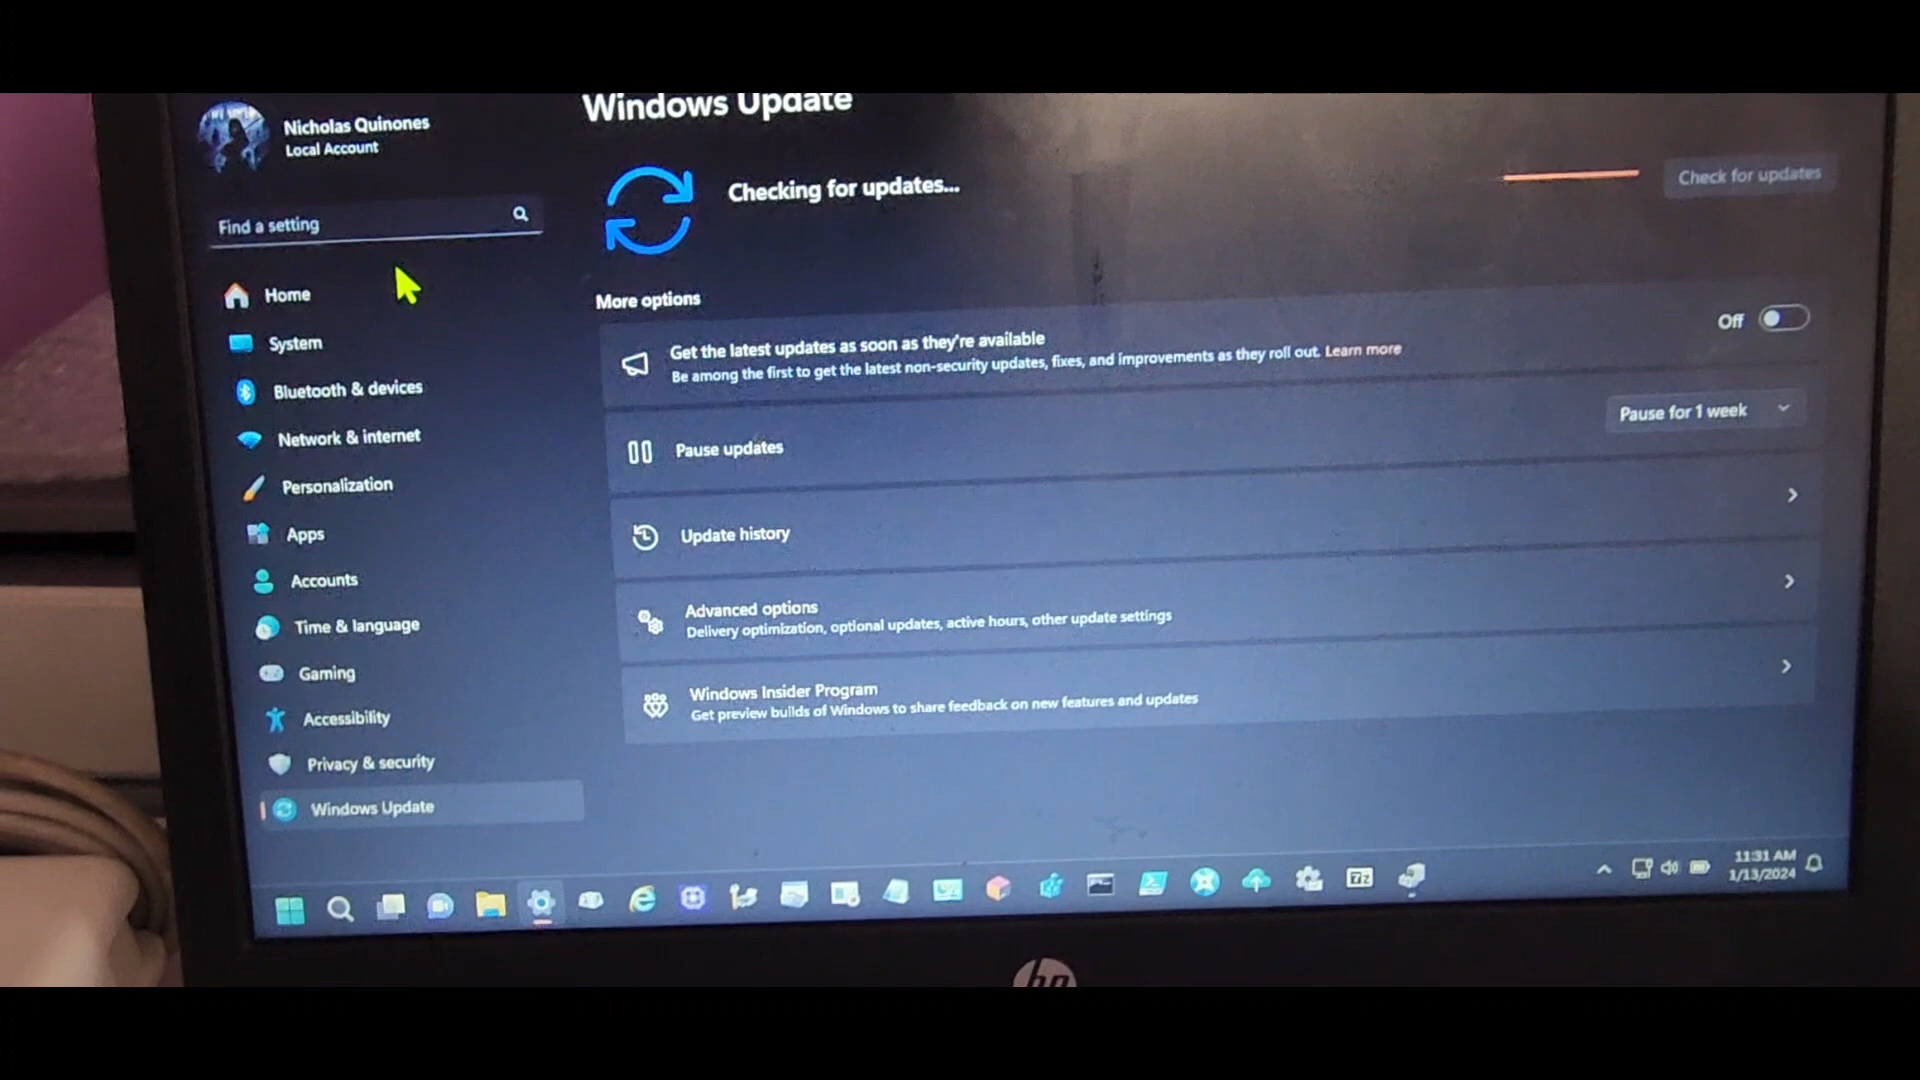 Windows Update
Nicholas Quinones
Local Account
Find a setting
Checking for updates...
Check for updates
Home
System
Bluetooth & devices
Network & internet
Personalization
Apps
Accounts
Time & language
Gaming
Accessibility
Privacy & security
Windows Update
More options
Get the latest updates as soon as they're available
Be among the first to get the latest non-security updates, fixes, and improvements as they roll out. Learn more
Off
Pause updates
Pause for 1 week
Update history
Advanced options
Delivery optimization, optional updates, active hours, other update settings
Windows Insider Program
Get preview builds of Windows to share feedback on new features and updates
7z
11:31 AM
1/13/2024
hp